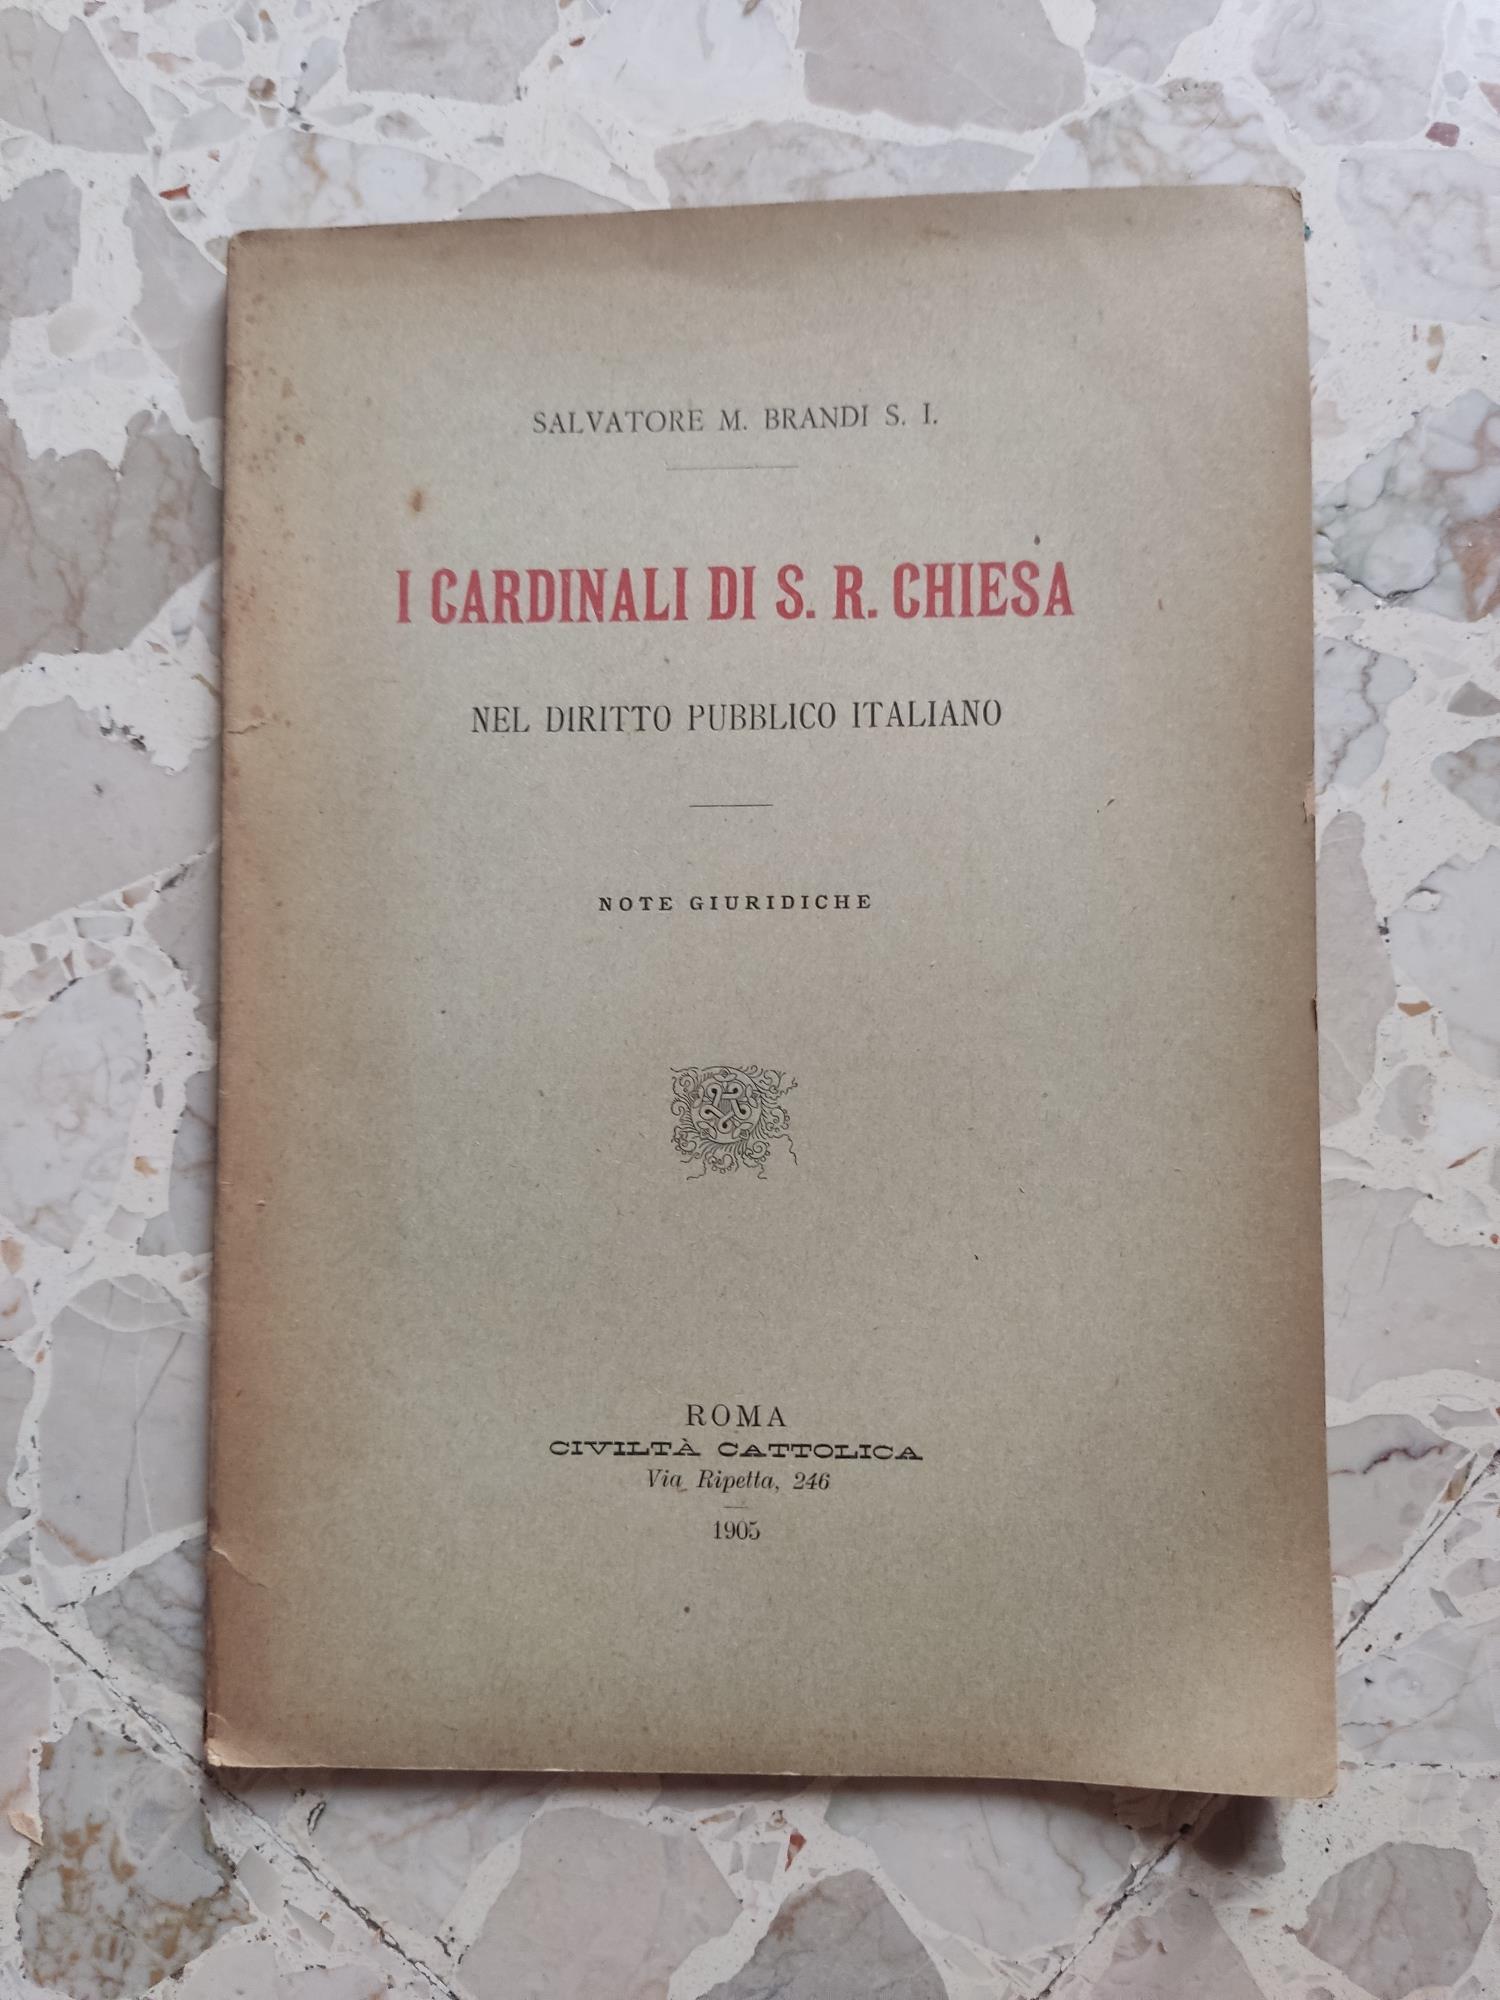 SALVATORE M. BRANDI S. I.
I CARDINALI DI S. R. CHIESA
NEL DIRITTO PUBBLICO ITALIANO
NOTE GIURIDICHE
ROMA
CIVILTÀ CATTOLICA
Via Ripetta, 246
1905